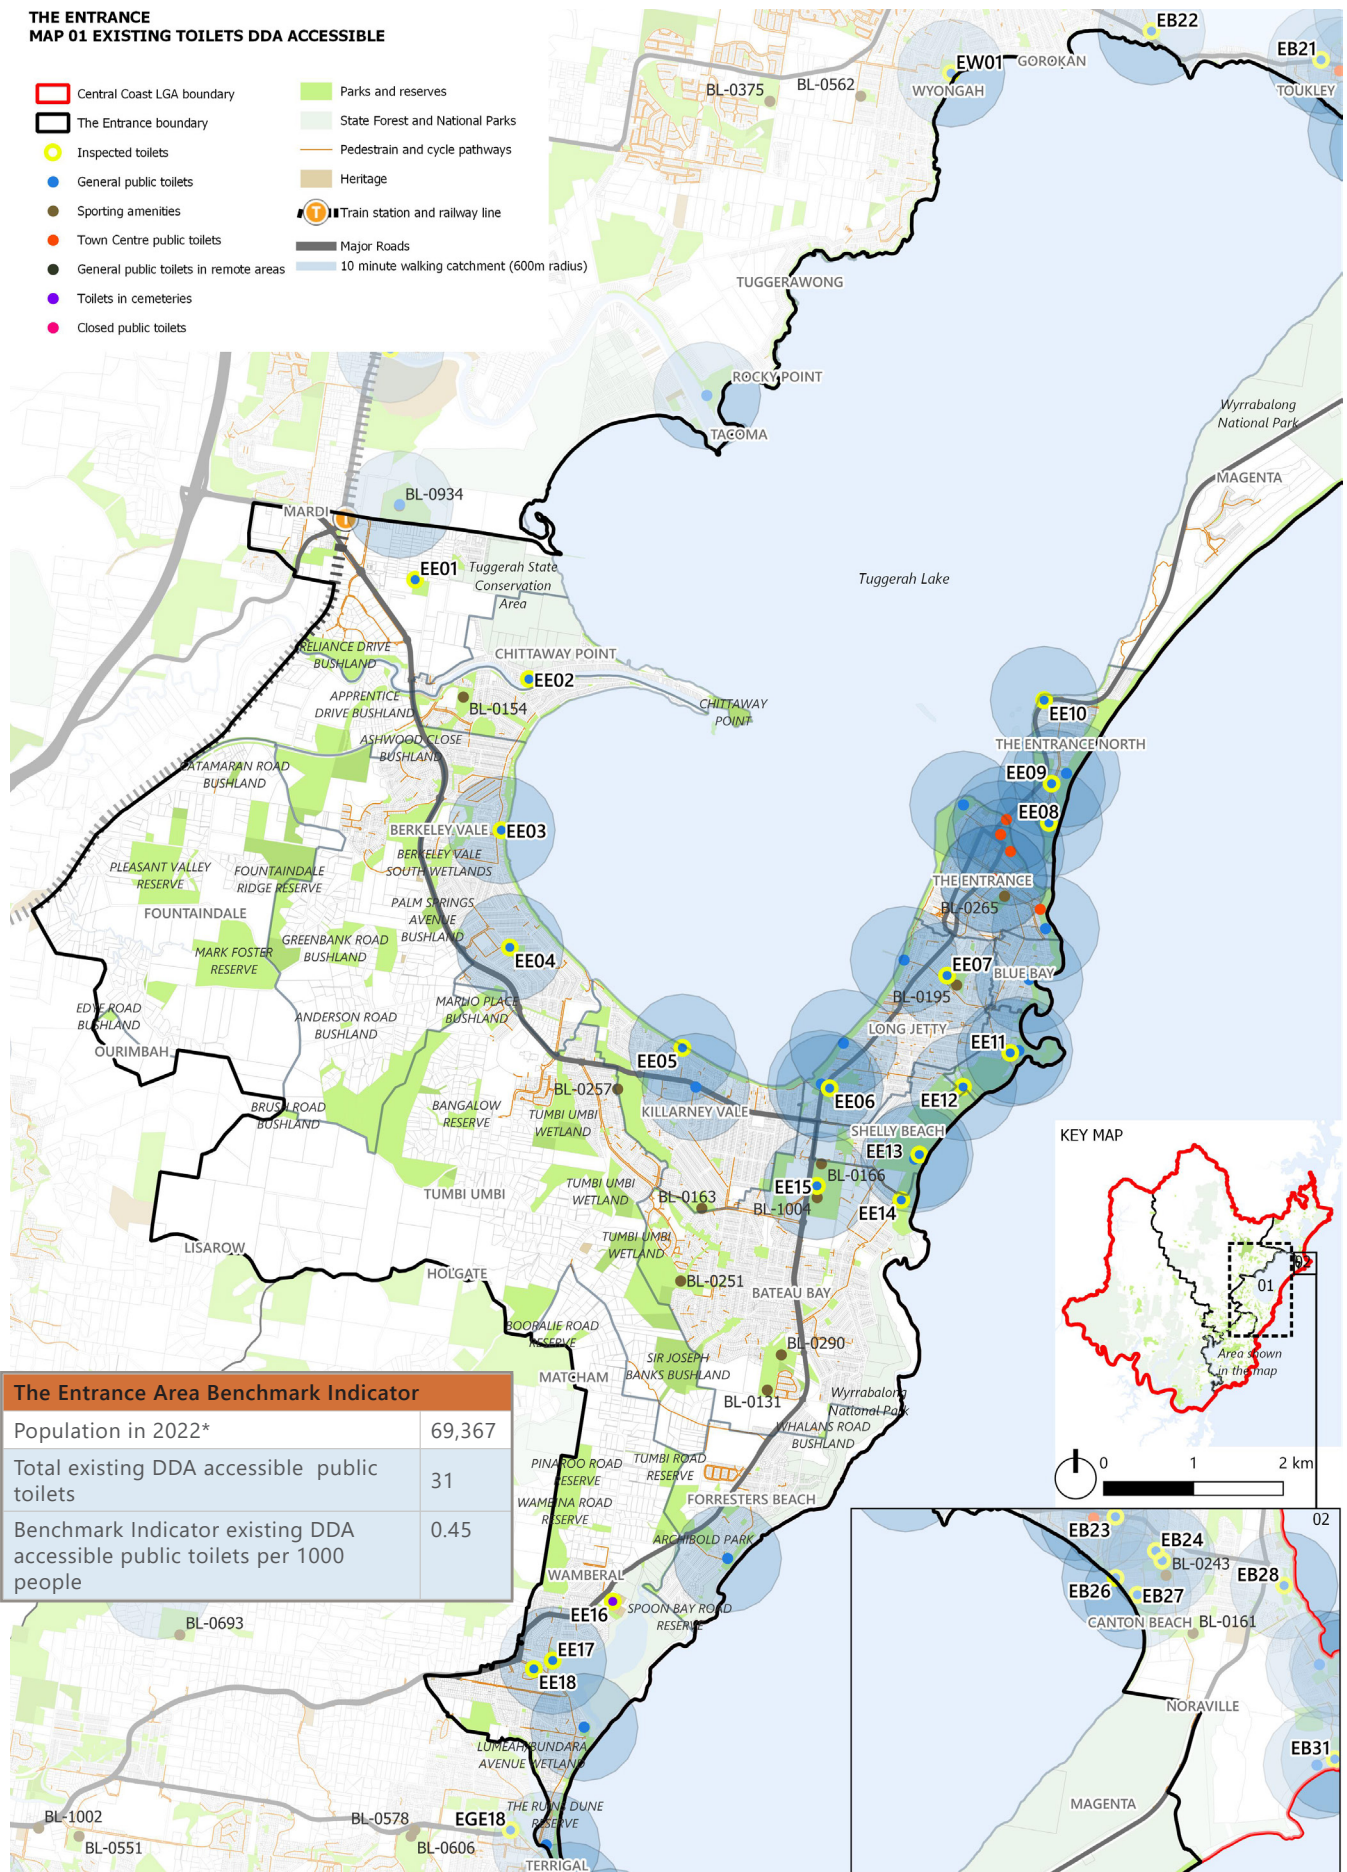 THE ENTRANCE
MAP 01 EXISTING TOILETS DDA ACCESSIBLE
Central Coast LGA boundary
The Entrance boundary
Inspected toilets
General public toilets
Sporting amenities
Town Centre public toilets
General public toilets in remote areas
Toilets in cemeteries
Closed public toilets
Parks and reserves
State Forest and National Parks
Pedestrian and cycle pathways
Heritage
T
Train station and railway line
Major Roads
10 minute walking catchment (600m radius)
EB22
EB21
TOUKLEY
EW01
GOROKAN
WYONGAH
BL-0375
BL-0562
TUGGERAWONG
ROCKY POINT
TACOMA
Wyrrabalong
National Park
MAGENTA
BL-0934
MARDI
T
EE01
Tuggerah State
Conservation
Area
Tuggerah Lake
RELIANCE DRIVE
BUSHLAND
CHITTAWAY POINT
EE02
APPRENTICE
DRIVE BUSHLAND
BL-0154
CHITTAWAY
POINT
EE10
ASHWOOD CLOSE
BUSHLAND
THE ENTRANCE NORTH
CATAMARAN ROAD
BUSHLAND
EE09
EE08
BERKELEY VALE
EE03
BERKELEY VALE
SOUTH WETLANDS
PLEASANT VALLEY
RESERVE
FOUNTAINDALE
RIDGE RESERVE
THE ENTRANCE
BL-0265
FOUNTAINDALE
PALM SPRINGS
AVENUE
BUSHLAND
GREENBANK ROAD
BUSHLAND
MARK FOSTER
RESERVE
EE04
EE07
BLUE BAY
BL-0195
EDYE ROAD
BUSHLAND
ANDERSON ROAD
BUSHLAND
MARLIO PLACE
BUSHLAND
LONG JETTY
OURIMBAH
EE11
EE05
BL-0257
EE06
EE12
BRUSH ROAD
BUSHLAND
BANGALOW
RESERVE
TUMBI UMBI
WETLAND
KILLARNEY VALE
SHELLY BEACH
EE13
BL-0166
TUMBI UMBI
TUMBI UMBI
WETLAND
EE15
BL-0163
BL-1004
EE14
LISAROW
TUMBI UMBI
WETLAND
HOLGATE
BL-0251
BATEAU BAY
KEY MAP
01
02
Area shown
in the map
BOORALIE ROAD
RESERVE
BL-0290
SIR JOSEPH
BANKS BUSHLAND
MATCHAM
BL-0131
Wyrrabalong
National Park
WHALANS ROAD
BUSHLAND
The Entrance Area Benchmark Indicator
Population in 2022* 69,367
Total existing DDA accessible public
toilets 31
Benchmark Indicator existing DDA 0.45
accessible public toilets per 1000
people
PINAROO ROAD
RESERVE
TUMBI ROAD
RESERVE
WAMBINA ROAD
RESERVE
FORRESTERS BEACH
0 1 2 km
02
ARCHIBOLD PARK
WAMBERAL
EE16
SPOON BAY ROAD
RESERVE
BL-0693
EE17
EE18
LUMEAH/BUNDARA
AVENUE WETLAND
THE RUINS DUNE
RESERVE
BL-1002
BL-0551
BL-0578
BL-0606
EGE18
TERRIGAL
EB23
EB24
BL-0243
EB26
EB27
EB28
CANTON BEACH
BL-0161
NORAVILLE
EB31
MAGENTA